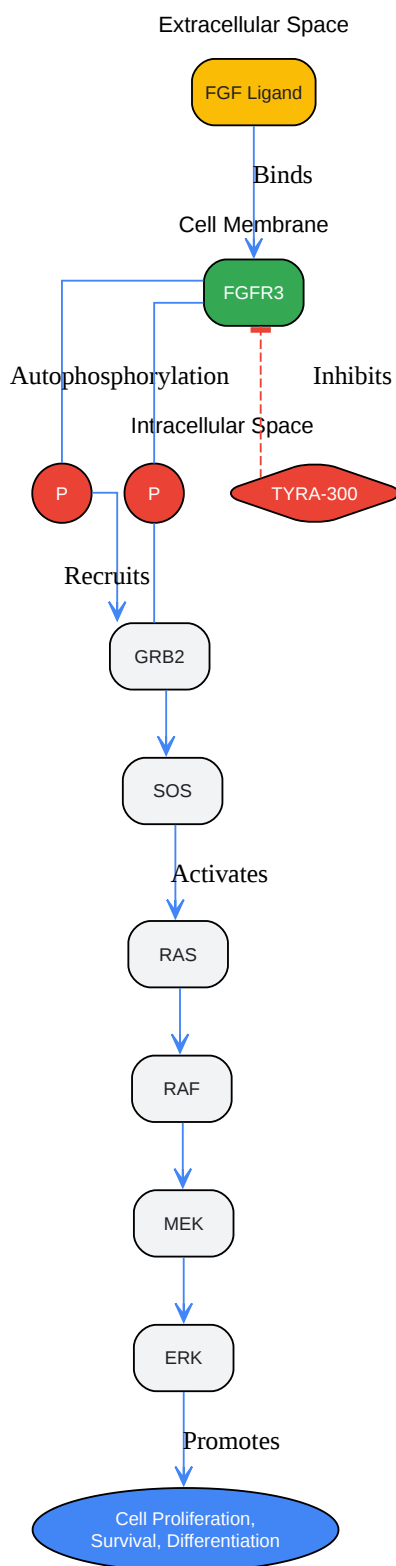 Extracellular Space
FGF Ligand
Binds
Cell Membrane
FGFR3
Autophosphorylation
Inhibits
Intracellular Space
P
P
TYRA-300
Recruits
GRB2
SOS
Activates
RAS
RAF
MEK
ERK
Promotes
Cell Proliferation,
Survival, Differentiation